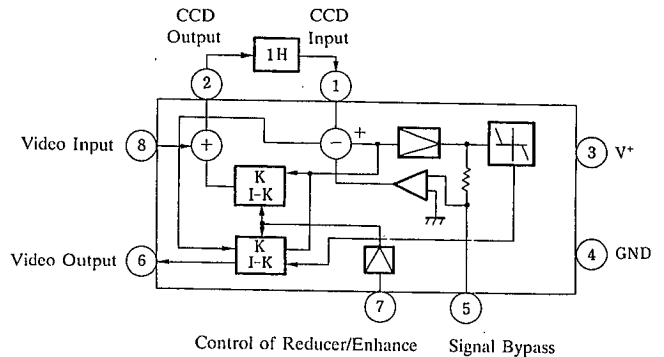 CCD
Output
CCD
Input
1H
2
1
Video Input
8
+
−
+
3
V+
K
I-K
K
I-K
Video Output
6
4
GND
7
5
Control of Reducer/Enhance
Signal Bypass